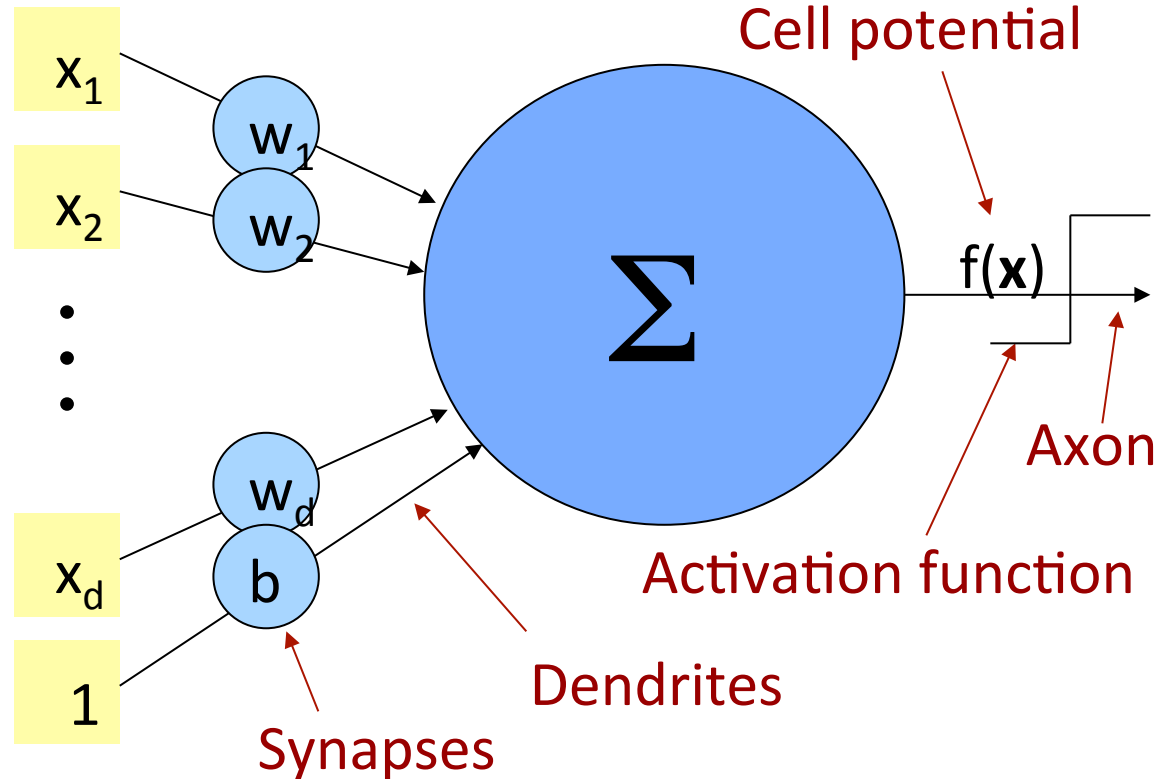 Cell potential
x1
w1
x2
w2
Σ
f(x)
Axon
wd
xd
b
Activation function
1
Dendrites
Synapses